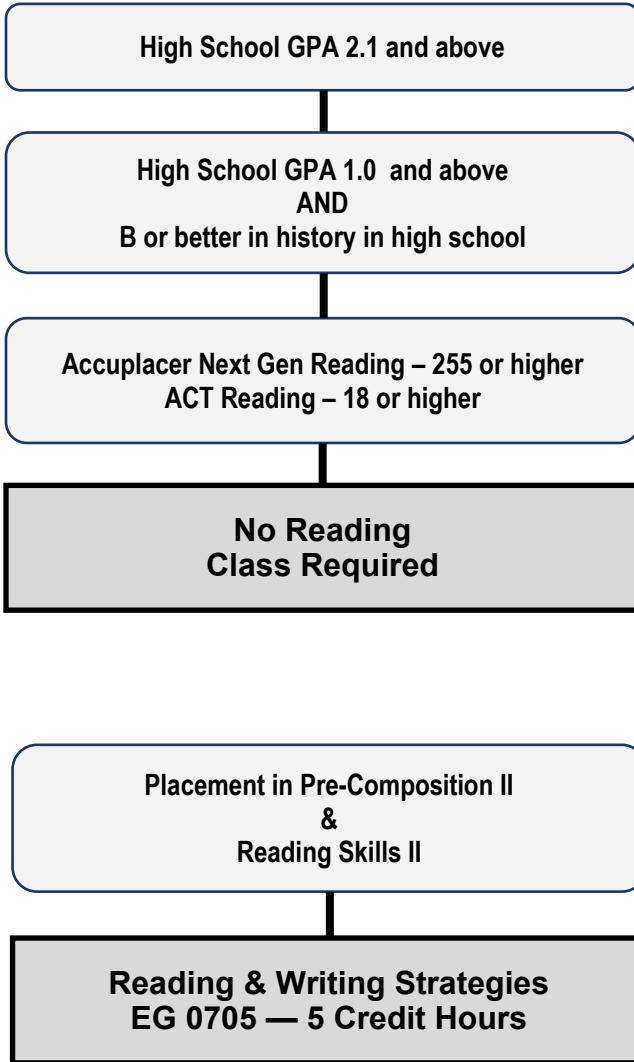 High School GPA 2.1 and above
High School GPA 1.0 and above
AND
B or better in history in high school
Accuplacer Next Gen Reading – 255 or higher
ACT Reading – 18 or higher
No Reading
Class Required
Placement in Pre-Composition II
&
Reading Skills II
Reading & Writing Strategies
EG 0705 — 5 Credit Hours